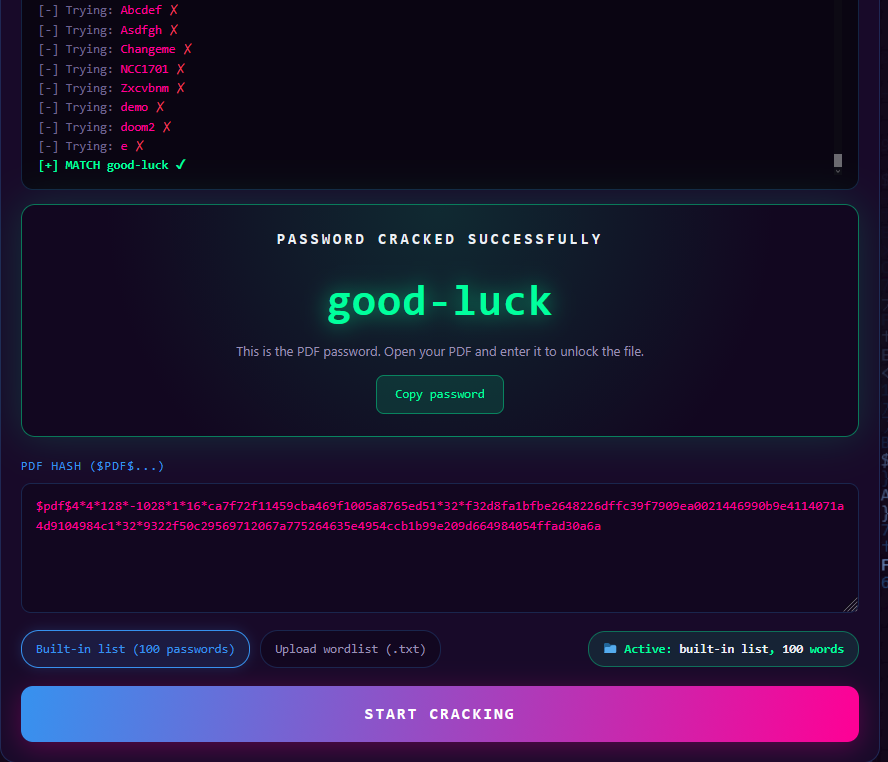 [-] Trying: Abcdef ✗
[-] Trying: Asdfgh ✗
[-] Trying: Changeme ✗
[-] Trying: NCC1701 ✗
[-] Trying: Zxcvbnm ✗
[-] Trying: demo ✗
[-] Trying: doom2 ✗
[-] Trying: e ✗
[+] MATCH good-luck ✓
PASSWORD CRACKED SUCCESSFULLY
good-luck
This is the PDF password. Open your PDF and enter it to unlock the file.
Copy password
PDF HASH ($PDF$...)
$pdf$4*4*128*-1028*1*16*ca7f72f11459cba469f1005a8765ed51*32*f32d8fa1bfbe2648226dffc39f7909ea0021446990b9e4114071a
4d9104984c1*32*9322f50c29569712067a775264635e4954ccb1b99e209d664984054ffad30a6a
Built-in list (100 passwords)
Upload wordlist (.txt)
Active: built-in list, 100 words
START CRACKING